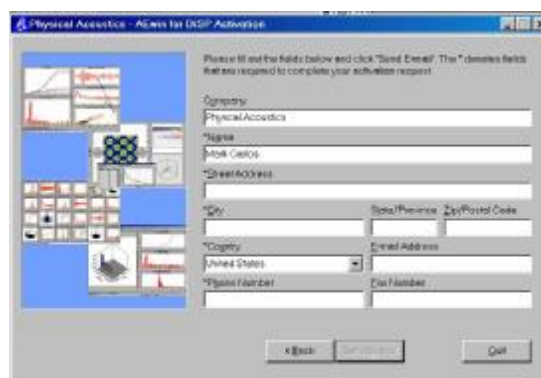 Physical Acoustics - AEwin for DiSP Activation
Please fill out the fields below and click "Send E-mail". The * denotes fields
that are required to complete your activation request
Company
Physical Acoustics
*Name
Mark Carlos
*Street Address
*City State/Province Zip/Postal Code
*Country E-mail Address
United States
*Phone Number Fax Number
< Back Quit